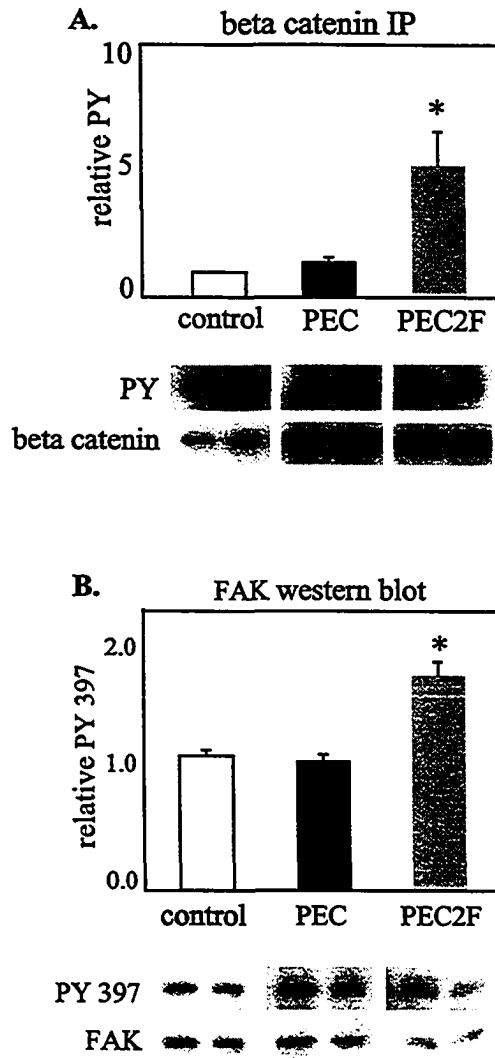 A.
beta catenin IP
10
5
0
relative PY
*
control PEC PEC2F
PY
beta catenin
B.
FAK western blot
2.0
1.0
0.0
relative PY 397
*
control PEC PEC2F
PY 397
FAK